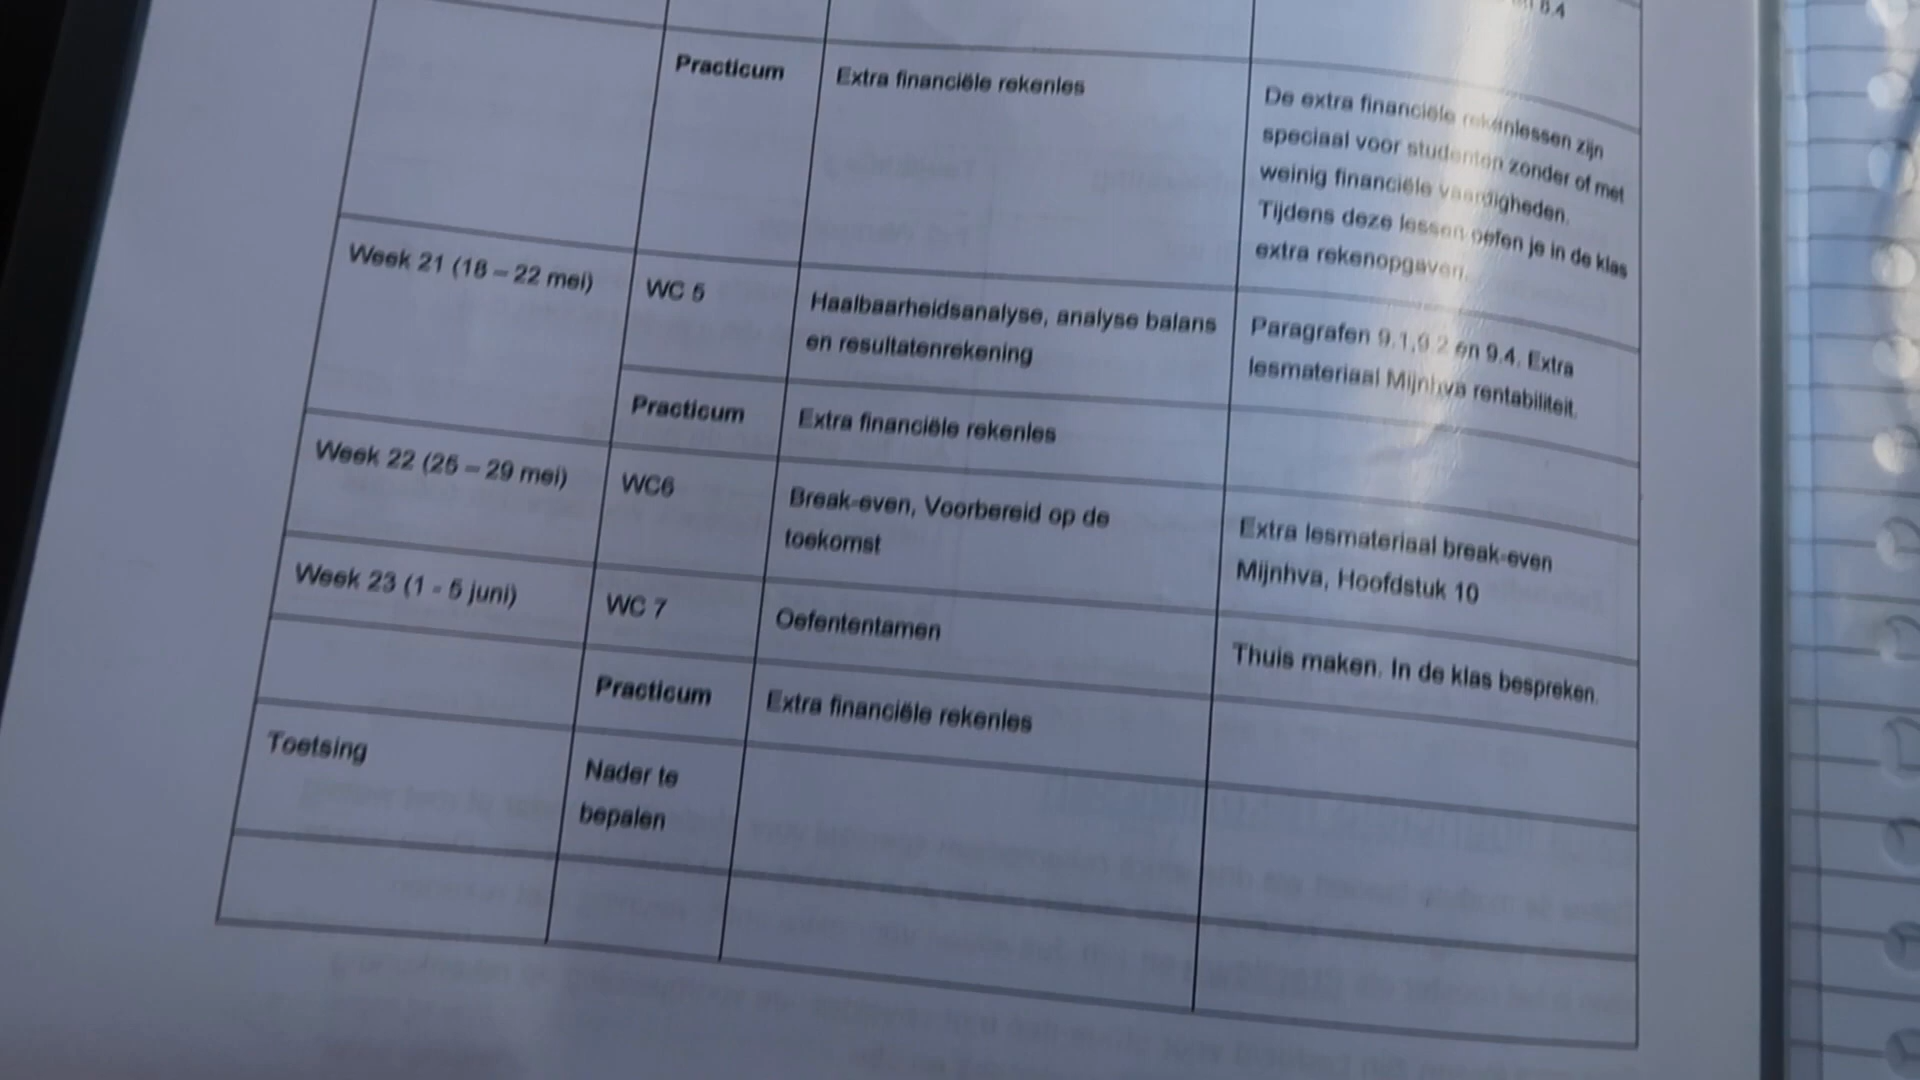 8.4
Practicum
Extra financiële rekenles
De extra financiële rekenlessen zijn
speciaal voor studenten zonder of met
weinig financiële vaardigheden.
Tijdens deze lessen oefen je in de klas
extra rekenopgaven.
Week 21 (18 – 22 mei)
WC 5
Haalbaarheidsanalyse, analyse balans
en resultatenrekening
Paragrafen 9.1,9.2 en 9.4. Extra
lesmateriaal Mijnhva rentabiliteit.
Practicum
Extra financiële rekenles
Week 22 (25 – 29 mei)
WC6
Break-even, Voorbereid op de
toekomst
Extra lesmateriaal break-even
Mijnhva, Hoofdstuk 10
Week 23 (1 - 5 juni)
WC 7
Oefententamen
Thuis maken. In de klas bespreken.
Practicum
Extra financiële rekenles
Toetsing
Nader te
bepalen